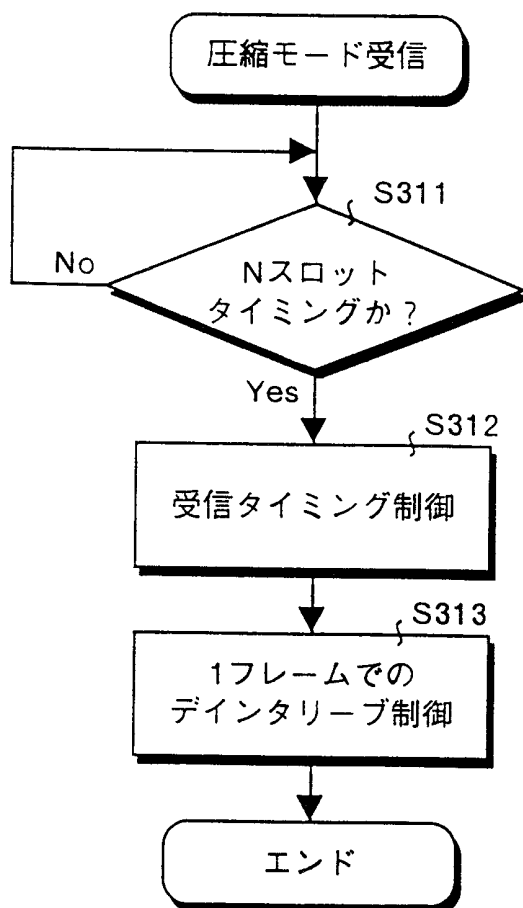 圧縮モード受信
S311
Nスロット
タイミングか?
No
Yes
S312
受信タイミング制御
S313
1フレームでの
デインタリーブ制御
エンド